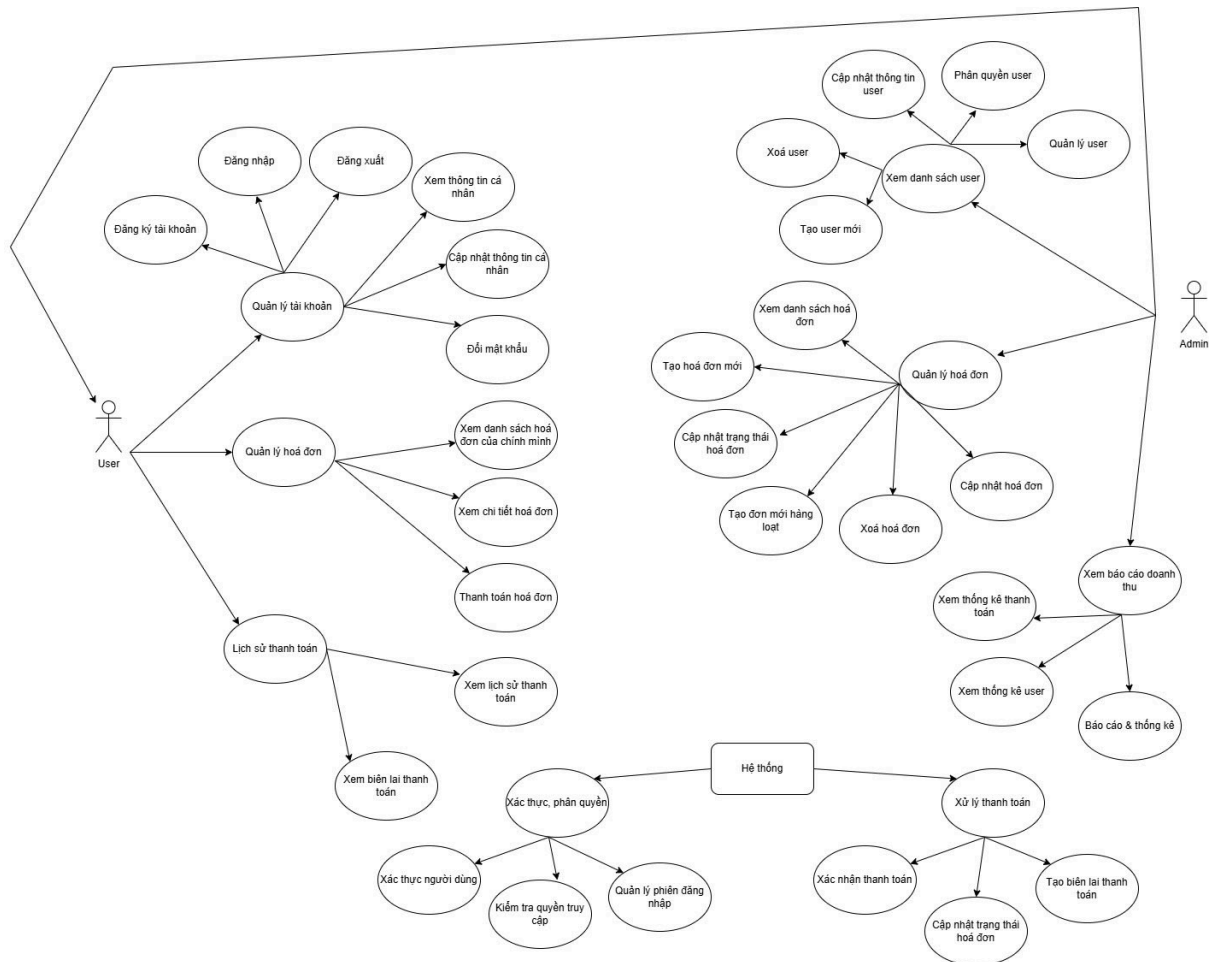 Cập nhật thông tin
user
Phân quyền user
Quản lý user
Xoá user
Xem danh sách user
Tạo user mới
Đăng nhập
Đăng xuất
Xem thông tin cá
nhân
Đăng ký tài khoản
Cập nhật thông tin cá
nhân
Quản lý tài khoản
Đổi mật khẩu
User
Quản lý hoá đơn
Xem danh sách hoá
đơn của chính mình
Xem chi tiết hoá đơn
Thanh toán hoá đơn
Lịch sử thanh toán
Xem lịch sử thanh
toán
Xem biên lai thanh
toán
Admin
Xem danh sách hoá
đơn
Tạo hoá đơn mới
Quản lý hoá đơn
Cập nhật trạng thái
hoá đơn
Tạo đơn mới hàng
loạt
Xoá hoá đơn
Cập nhật hoá đơn
Xem báo cáo doanh
thu
Xem thống kê thanh
toán
Xem thống kê user
Báo cáo & thống kê
Hệ thống
Xác thực, phân quyền
Xử lý thanh toán
Xác thực người dùng
Kiểm tra quyền truy
cập
Quản lý phiên đăng
nhập
Xác nhận thanh toán
Cập nhật trạng thái
hoá đơn
Tạo biên lai thanh
toán